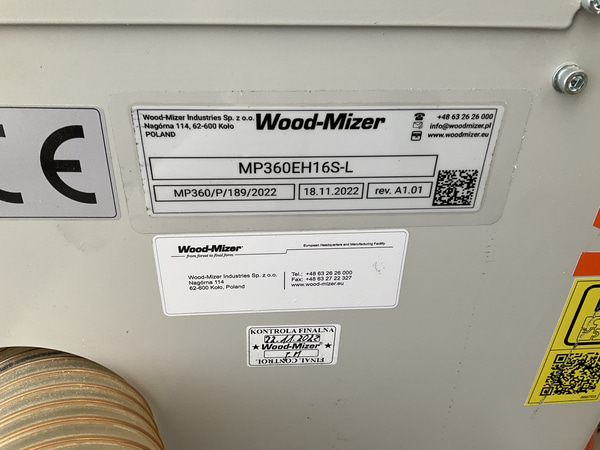 CE
Wood-Mizer Industries Sp. z o.o.
Nagórna 114, 62-600 Koło
POLAND
Wood-Mizer
+48 63 26 26 000
info@woodmizer.pl
www.woodmizer.eu
MP360EH16S-L
MP360/P/189/2022
18.11.2022
rev. A1.01
Wood-Mizer®
from forest to final form
European Headquarters and Manufacturing Facility
Wood-Mizer Industries Sp. z o.o.
Nagórna 114
62-600 Koło, Poland
Tel.: +48 63 26 26 000
Fax: +48 63 27 22 327
www.wood-mizer.eu
KONTROLA FINALNA
Wood-Mizer
FINAL CONTROL